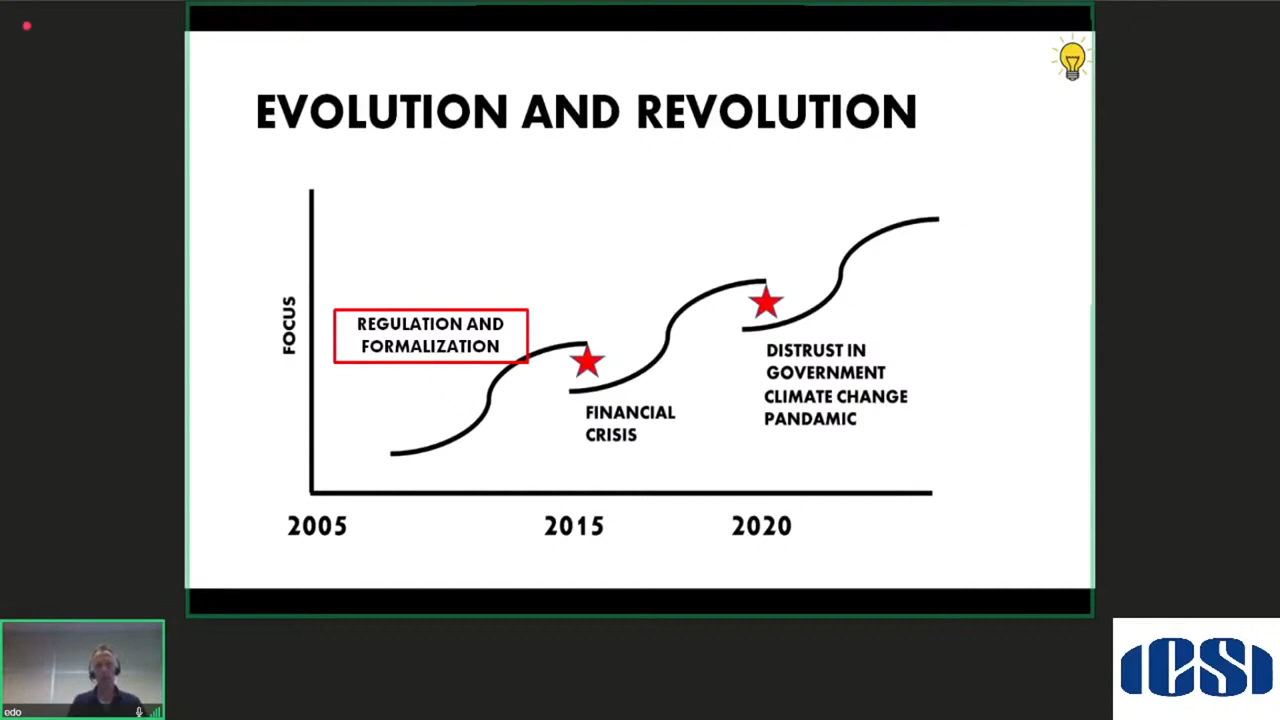 EVOLUTION AND REVOLUTION
FOCUS
REGULATION AND
FORMALIZATION
FINANCIAL
CRISIS
DISTRUST IN
GOVERNMENT
CLIMATE CHANGE
PANDAMIC
2005
2015
2020
edo
ICSI